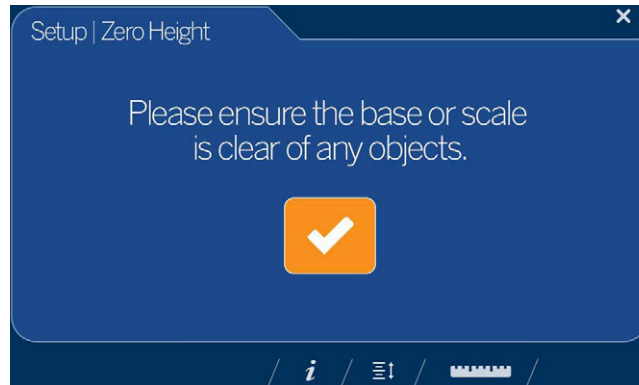 Setup | Zero Height
Please ensure the base or scale
is clear of any objects.